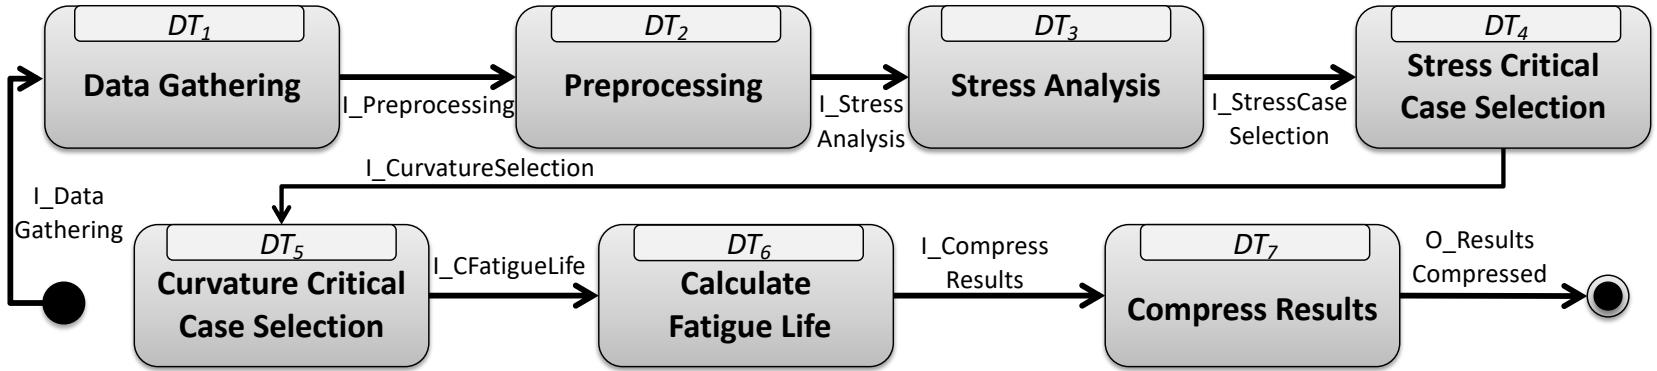 DT1
Data Gathering
I_Preprocessing
DT2
Preprocessing
I_Stress
Analysis
DT3
Stress Analysis
I_StressCase
Selection
DT4
Stress Critical
Case Selection
I_CurvatureSelection
I_Data
Gathering
DT5
Curvature Critical
Case Selection
I_CFatigueLife
DT6
Calculate
Fatigue Life
I_Compress
Results
DT7
Compress Results
O_Results
Compressed